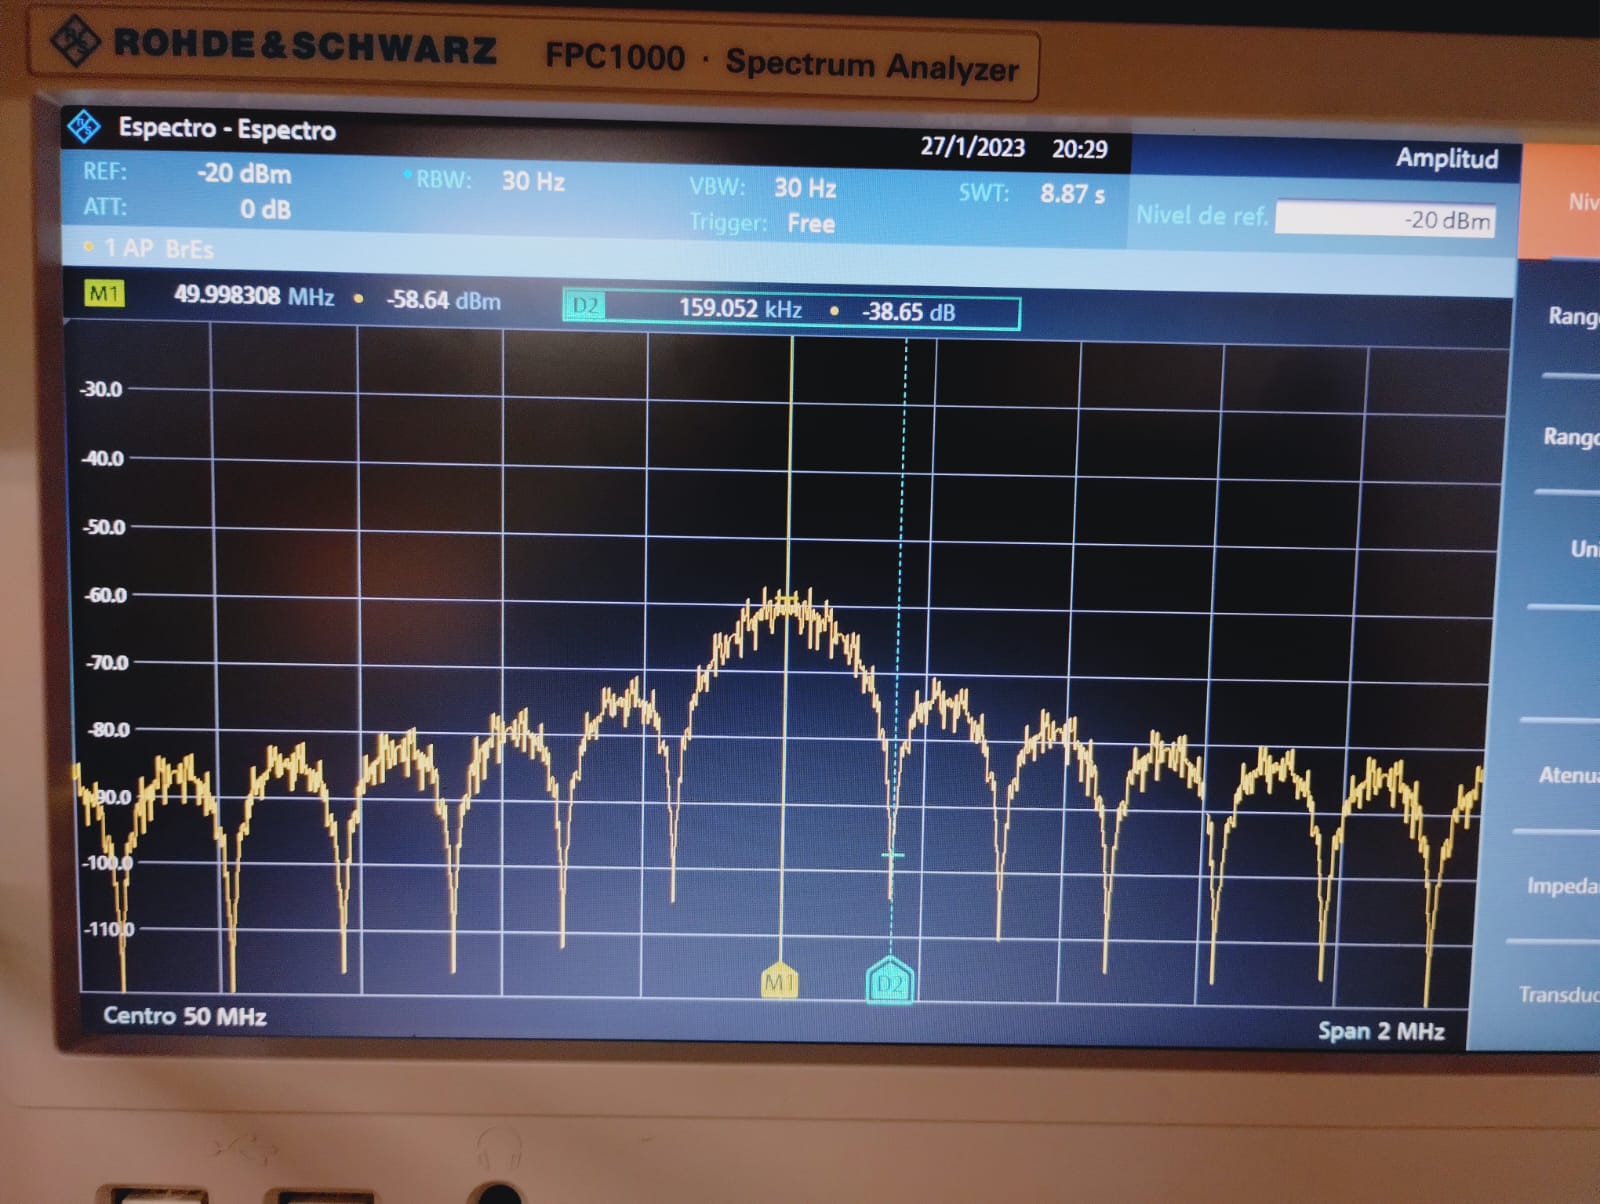 ROHDE&SCHWARZ FPC1000 · Spectrum Analyzer
Espectro - Espectro 27/1/2023 20:29 Amplitud
REF: -20 dBm RBW: 30 Hz VBW: 30 Hz SWT: 8.87 s
ATT: 0 dB Trigger: Free
Nivel de ref. -20 dBm
Niv
1 AP BrEs
M1 49.998308 MHz -58.64 dBm D2 159.052 kHz -38.65 dB
Rang
-30.0
-40.0
Rango
-50.0
Uni
-60.0
-70.0
-80.0
Atenua
-90.0
-100.0
Impeda
-110.0
M1 D2
Transduc
Centro 50 MHz Span 2 MHz